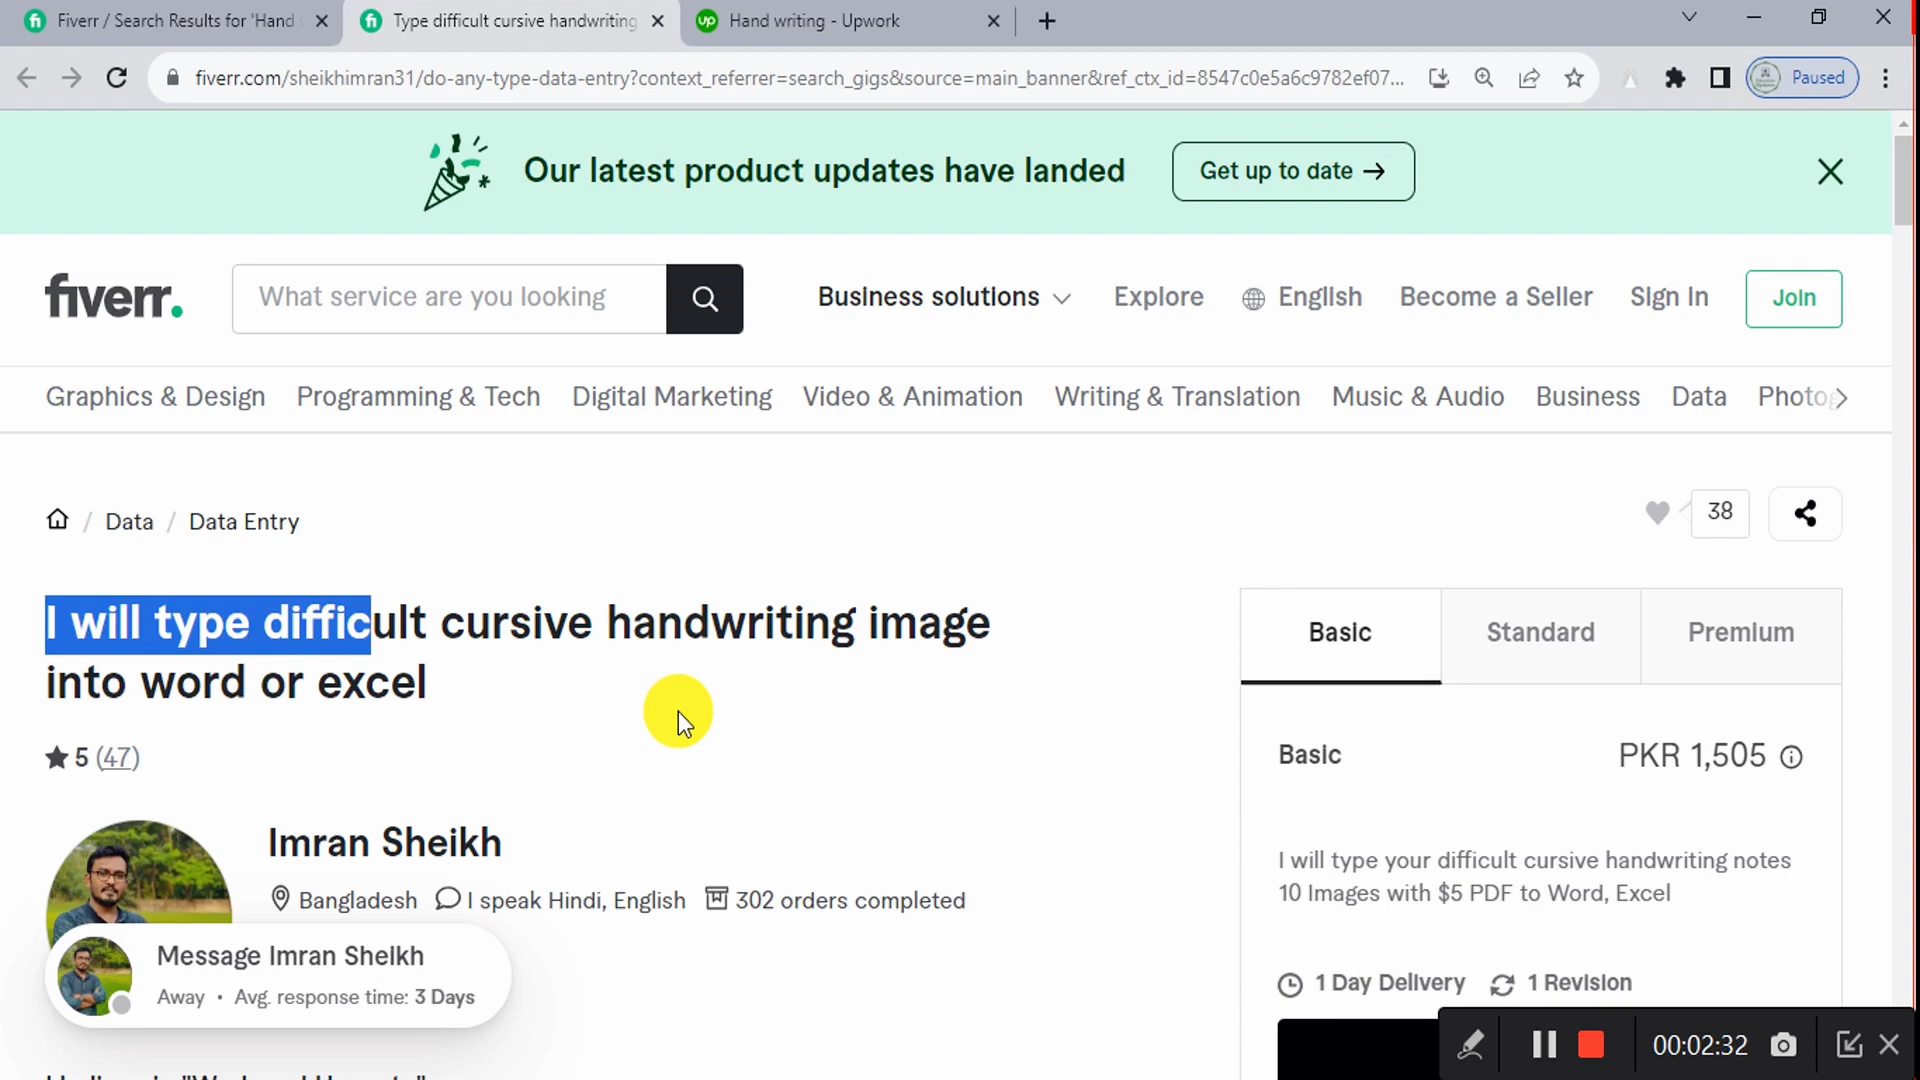 Fiverr / Search Results for 'Hand
Type difficult cursive handwriting
up Hand writing - Upwork
fiverr.com/sheikhimran31/do-any-type-data-entry?context_referrer=search_gigs&source=main_banner&ref_ctx_id=8547c0e5a6c9782ef07...
Paused
Our latest product updates have landed
Get up to date →
fiverr.
What service are you looking
Business solutions
Explore
English
Become a Seller
Sign In
Join
Graphics & Design
Programming & Tech
Digital Marketing
Video & Animation
Writing & Translation
Music & Audio
Business
Data
Photog
/ Data / Data Entry
38
I will type difficult cursive handwriting image
into word or excel
5 (47)
Imran Sheikh
Bangladesh
I speak Hindi, English
302 orders completed
Message Imran Sheikh
Away • Avg. response time: 3 Days
Basic
Standard
Premium
Basic
PKR 1,505
I will type your difficult cursive handwriting notes
10 Images with $5 PDF to Word, Excel
1 Day Delivery
1 Revision
00:02:32